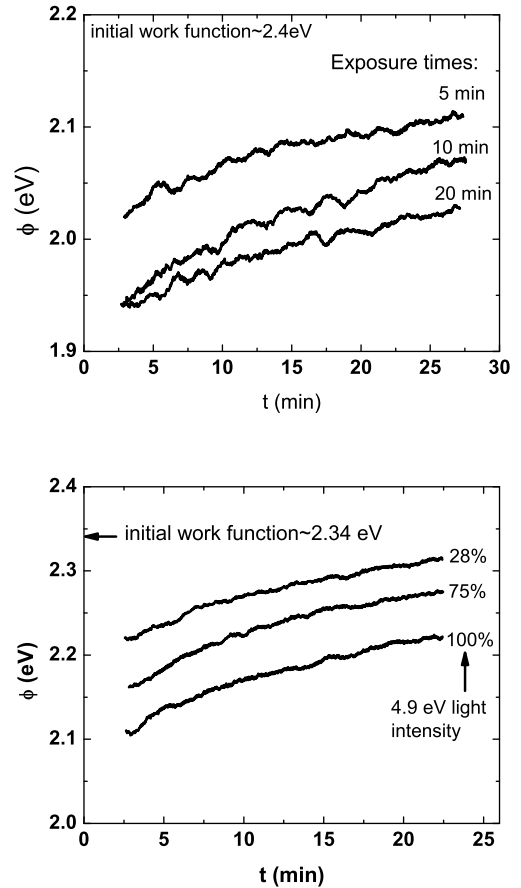 2.2
initial work function~2.4eV
Exposure times:
5 min
2.1
10 min
20 min
ϕ (eV)
2.0
1.9
5 10 15 20 25 30
t (min)
2.4
initial work function~2.34 eV
2.3
28%
75%
ϕ (eV)
2.2
100%
4.9 eV light
intensity
2.1
2.0
0 5 10 15 20 25
t (min)